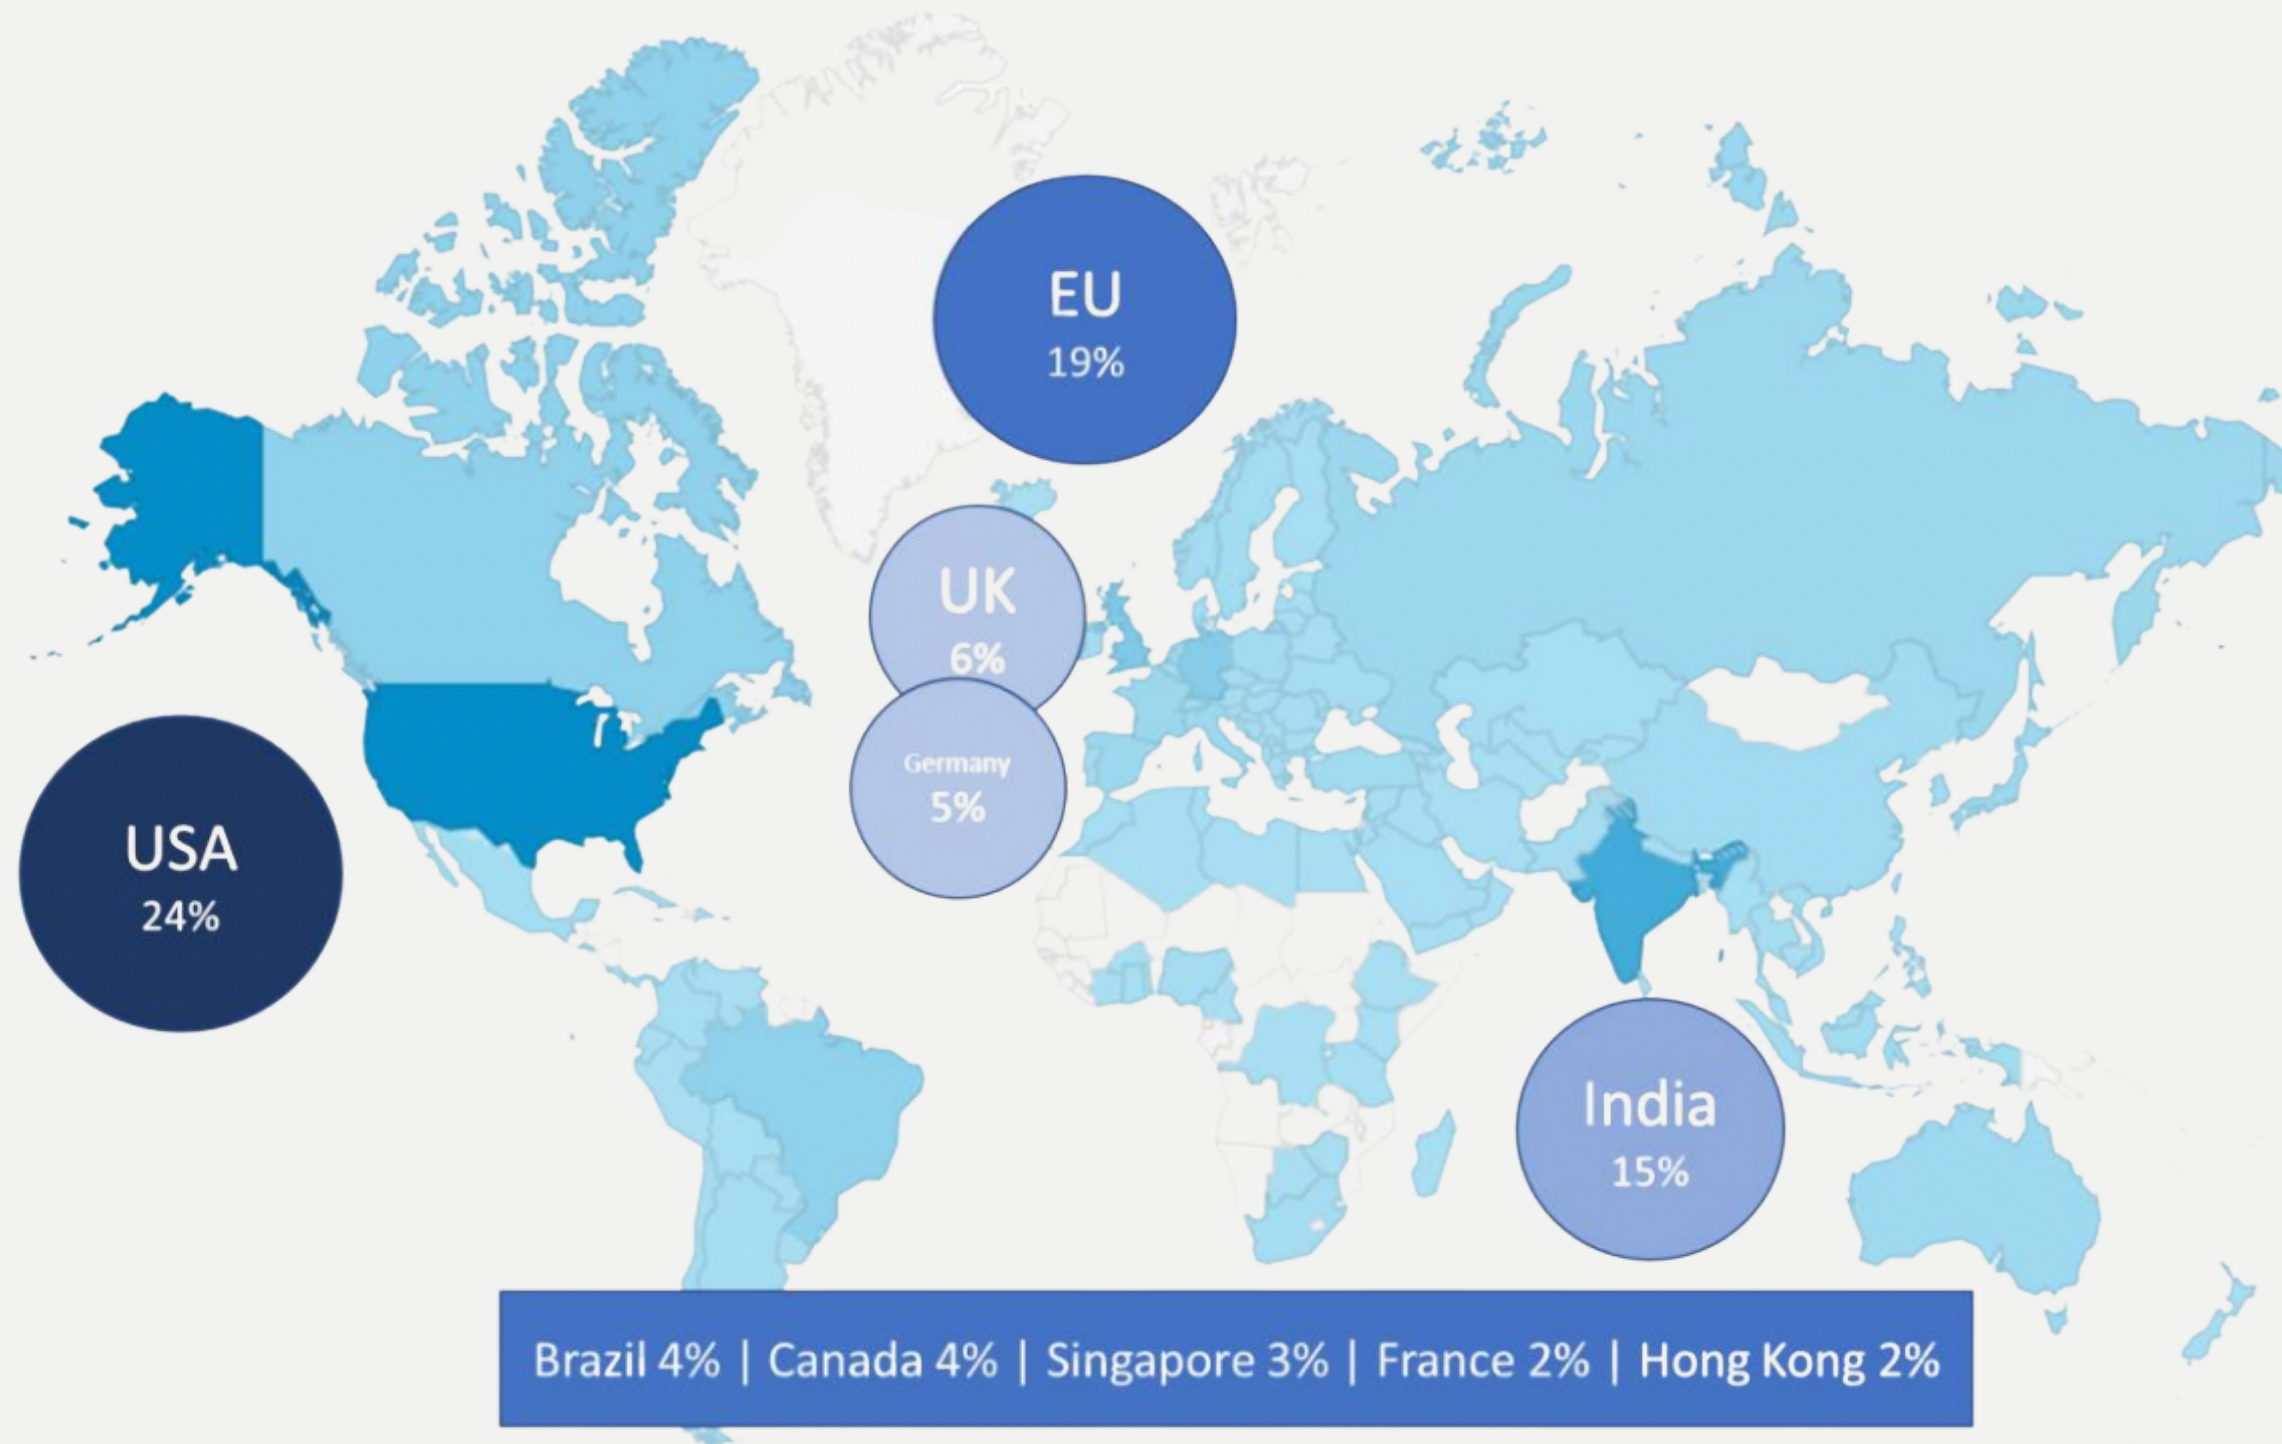 EU
19%
UK
6%
Germany
5%
USA
24%
India
15%
Brazil 4% | Canada 4% | Singapore 3% | France 2% | Hong Kong 2%